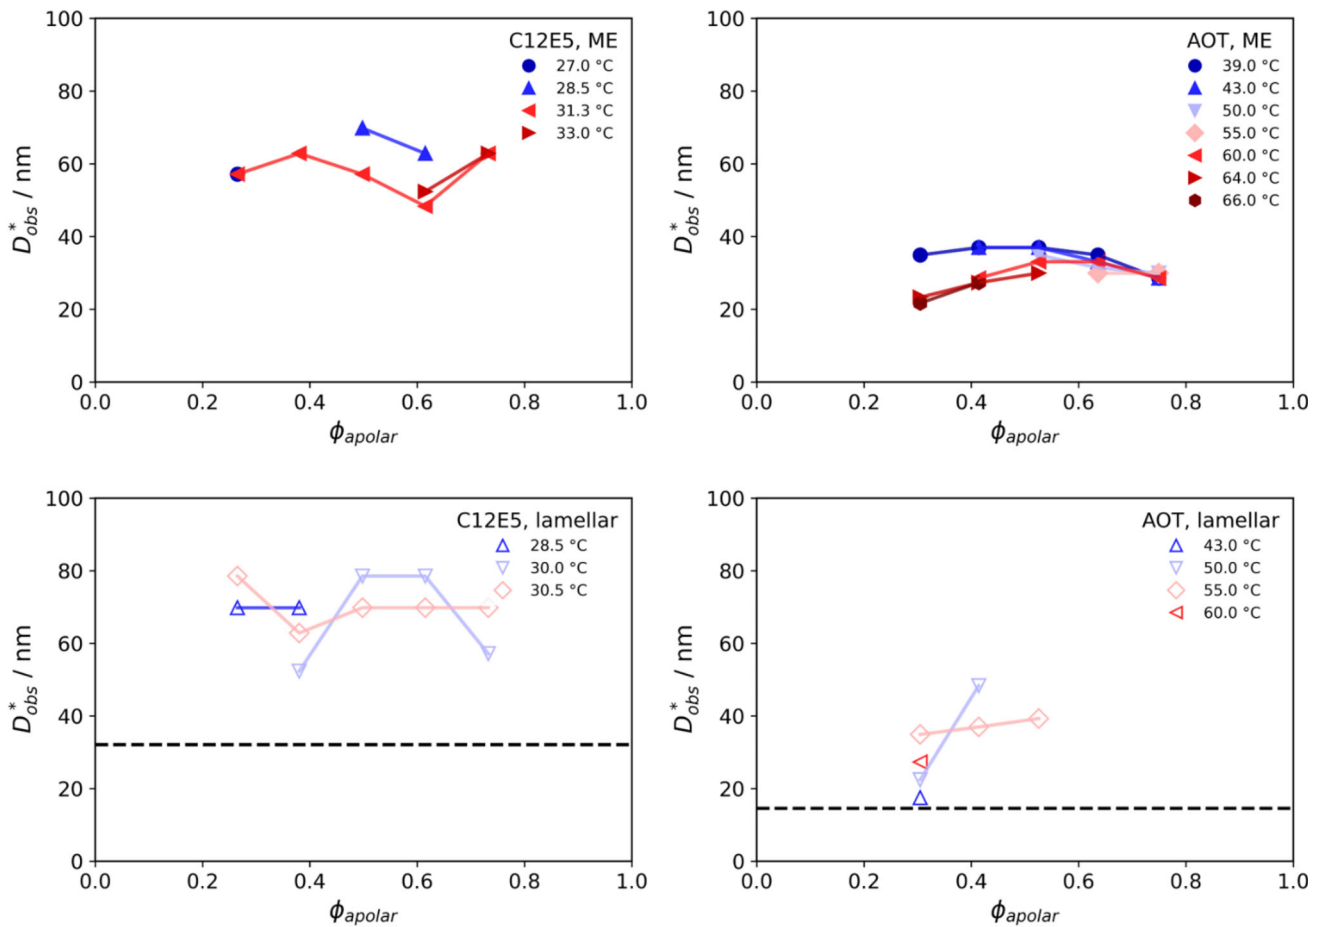 C12E5, ME
27.0 °C
28.5 °C
31.3 °C
33.0 °C
100
80
60
40
20
0
D*obs / nm
0.0 0.2 0.4 0.6 0.8 1.0
ϕapolar
AOT, ME
39.0 °C
43.0 °C
50.0 °C
55.0 °C
60.0 °C
64.0 °C
66.0 °C
100
80
60
40
20
0
D*obs / nm
0.0 0.2 0.4 0.6 0.8 1.0
ϕapolar
C12E5, lamellar
28.5 °C
30.0 °C
30.5 °C
100
80
60
40
20
0
D*obs / nm
0.0 0.2 0.4 0.6 0.8 1.0
ϕapolar
AOT, lamellar
43.0 °C
50.0 °C
55.0 °C
60.0 °C
100
80
60
40
20
0
D*obs / nm
0.0 0.2 0.4 0.6 0.8 1.0
ϕapolar